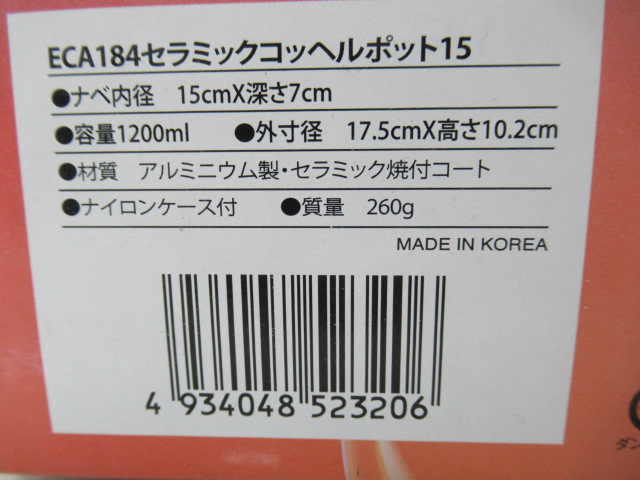 ECA184セラミックコッヘルポット15
●ナベ内径 15cmX深さ7cm
●容量1200ml ●外寸径 17.5cmX高さ10.2cm
●材質 アルミニウム製・セラミック焼付コート
●ナイロンケース付 ●質量 260g
MADE IN KOREA
4 934048 523206
ダン